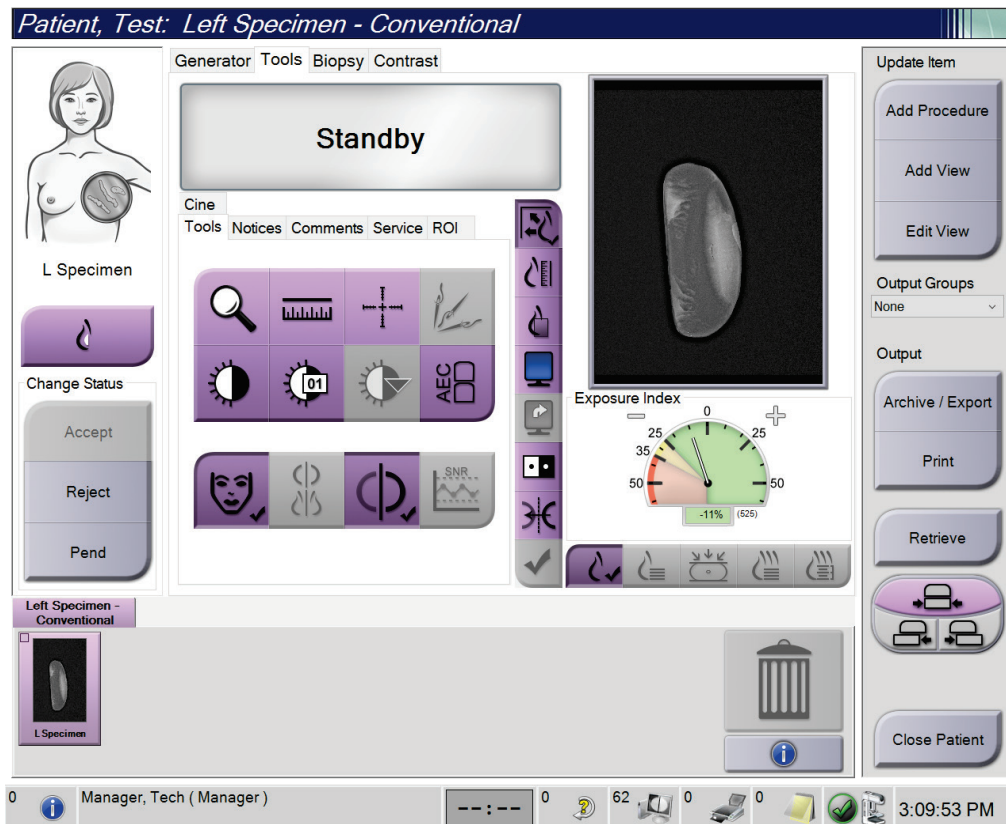 Patient, Test:  Left Specimen - Conventional
Generator Tools Biopsy Contrast
Standby
Cine
Tools Notices Comments Service ROI
L Specimen
01
AEC
SNR
Change Status
Accept
Reject
Pend
Exposure Index
0
25
25
35
50
50
-11%
(525)
Update Item
Add Procedure
Add View
Edit View
Output Groups
None
Output
Archive / Export
Print
Retrieve
Close Patient
Left Specimen -
Conventional
L Specimen
0
Manager, Tech ( Manager )
--:--
0
62
0
0
3:09:53 PM